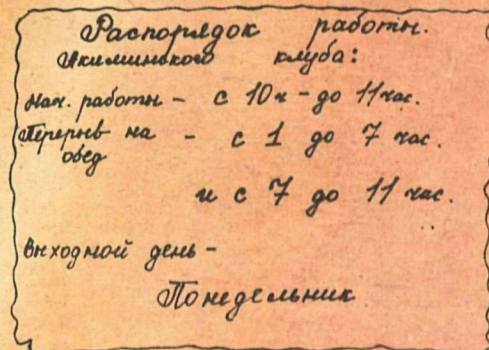 Распорядок работы.
Якиминского клуба:
Нач. работы - с 10ч - до 11час.
Перерыв на - с 1 до 7 час.
обед
и с 7 до 11 час.
Выходной день -
Понедельник